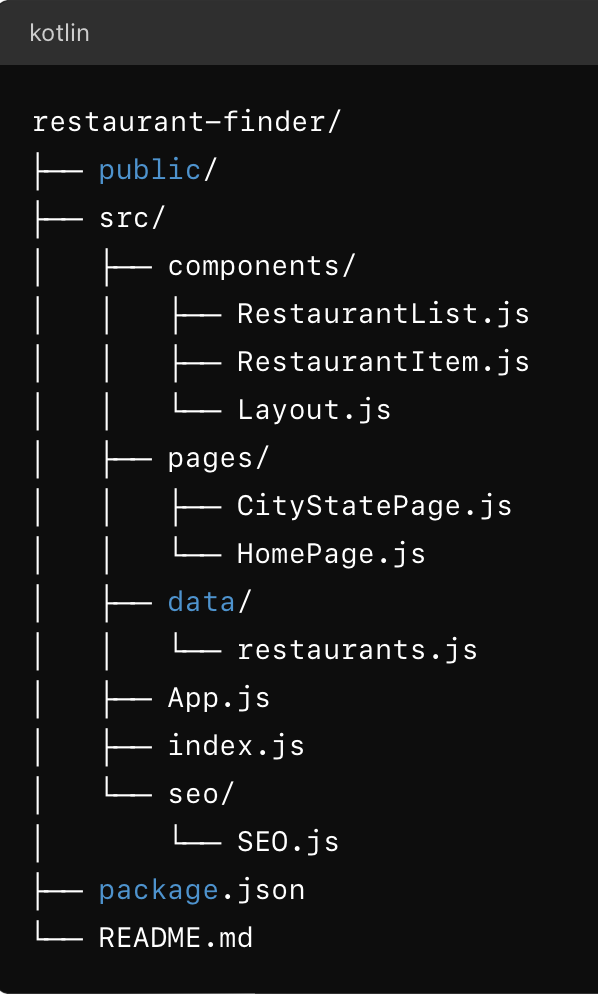 kotlin
restaurant-finder/
├── public/
├── src/
│   ├── components/
│   │   ├── RestaurantList.js
│   │   ├── RestaurantItem.js
│   │   └── Layout.js
│   ├── pages/
│   │   ├── CityStatePage.js
│   │   └── HomePage.js
│   ├── data/
│   │   └── restaurants.js
│   ├── App.js
│   ├── index.js
│   └── seo/
│       └── SEO.js
├── package.json
└── README.md